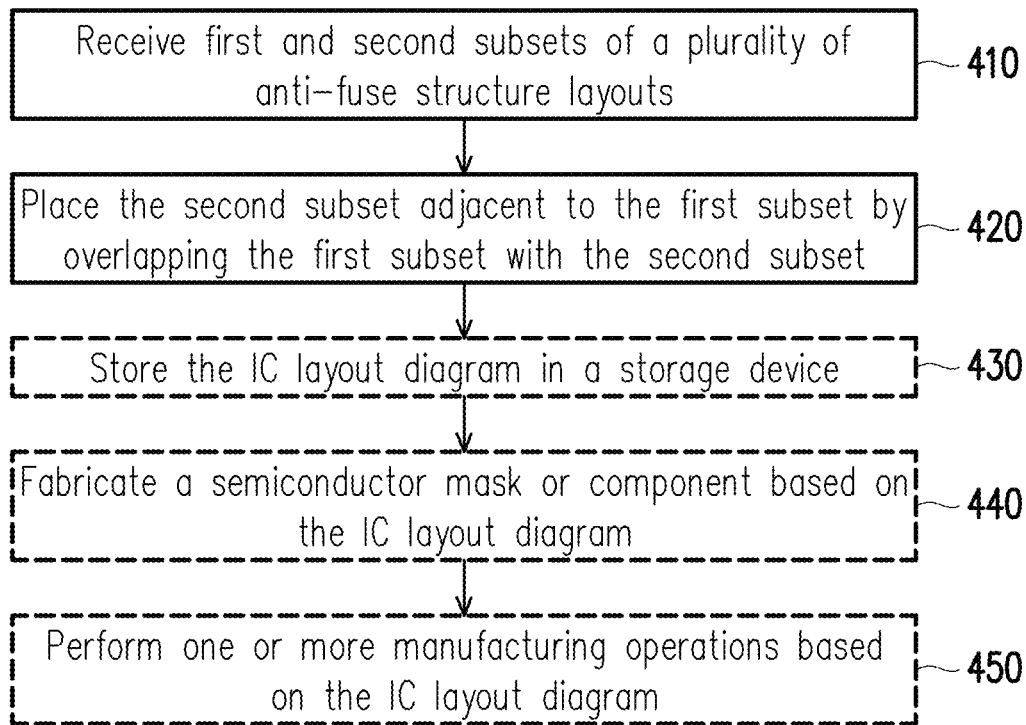 Receive first and second subsets of a plurality of
anti-fuse structure layouts
410
Place the second subset adjacent to the first subset by
overlapping the first subset with the second subset
420
Store the IC layout diagram in a storage device
430
Fabricate a semiconductor mask or component based on
the IC layout diagram
440
Perform one or more manufacturing operations based
on the IC layout diagram
450